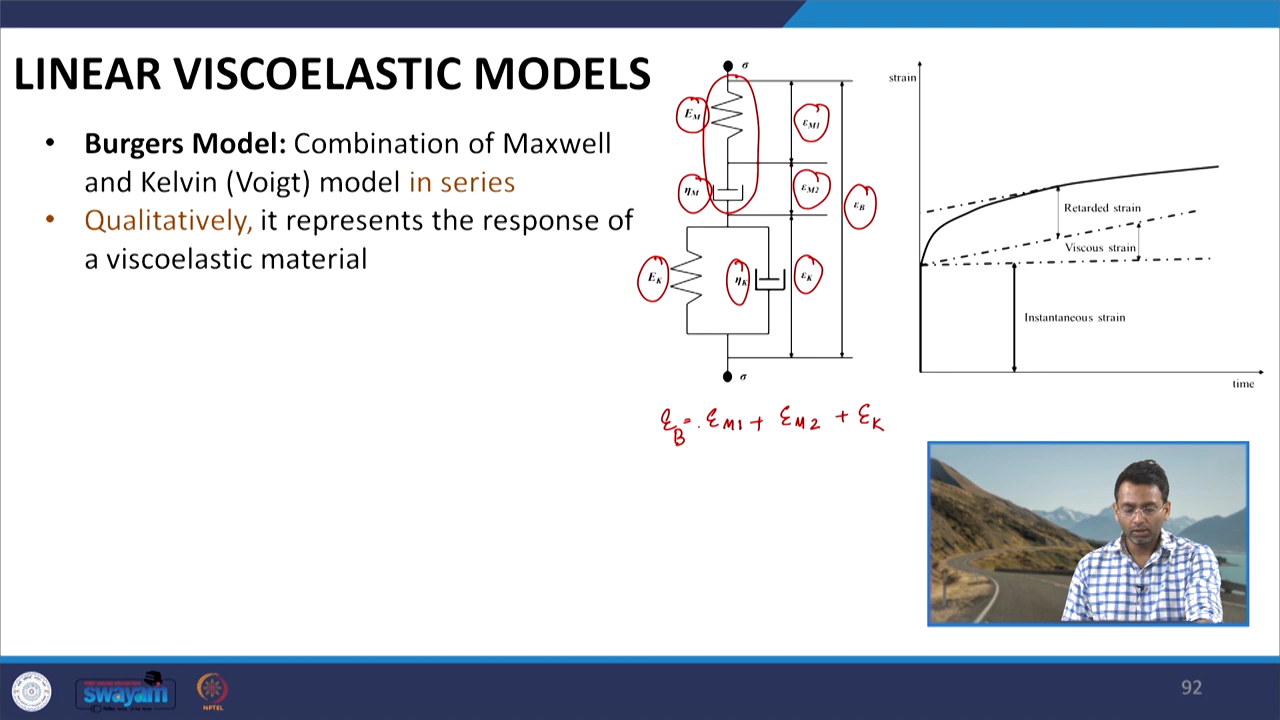 LINEAR VISCOELASTIC MODELS
• Burgers Model: Combination of Maxwell
and Kelvin (Voigt) model in series
• Qualitatively, it represents the response of
a viscoelastic material
σ
E_M
ε_M1
η_M
ε_M2
ε_B
E_K
η_K
ε_K
σ
ε_B = ε_M1 + ε_M2 + ε_K
strain
Retarded strain
Viscous strain
Instantaneous strain
time
swayam
NPTEL
92